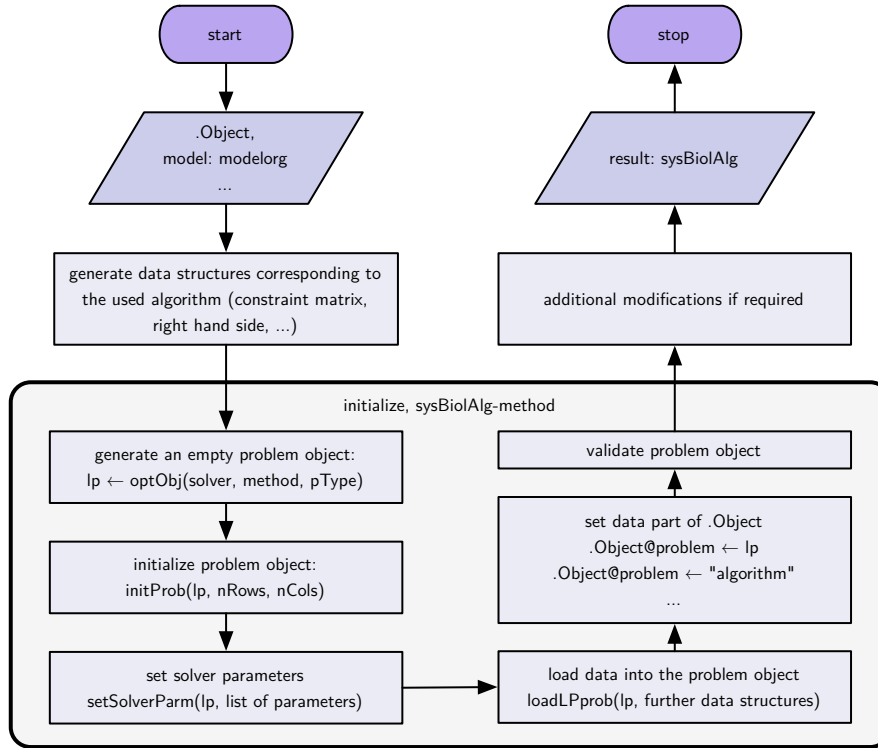 start
.Object,
model: modelorg
...
generate data structures corresponding to
the used algorithm (constraint matrix,
right hand side, ...)
initialize, sysBiolAlg-method
generate an empty problem object:
lp ← optObj(solver, method, pType)
initialize problem object:
initProb(lp, nRows, nCols)
set solver parameters
setSolverParm(lp, list of parameters)
load data into the problem object
loadLPprob(lp, further data structures)
set data part of .Object
.Object@problem ← lp
.Object@problem ← "algorithm"
...
validate problem object
additional modifications if required
result: sysBiolAlg
stop